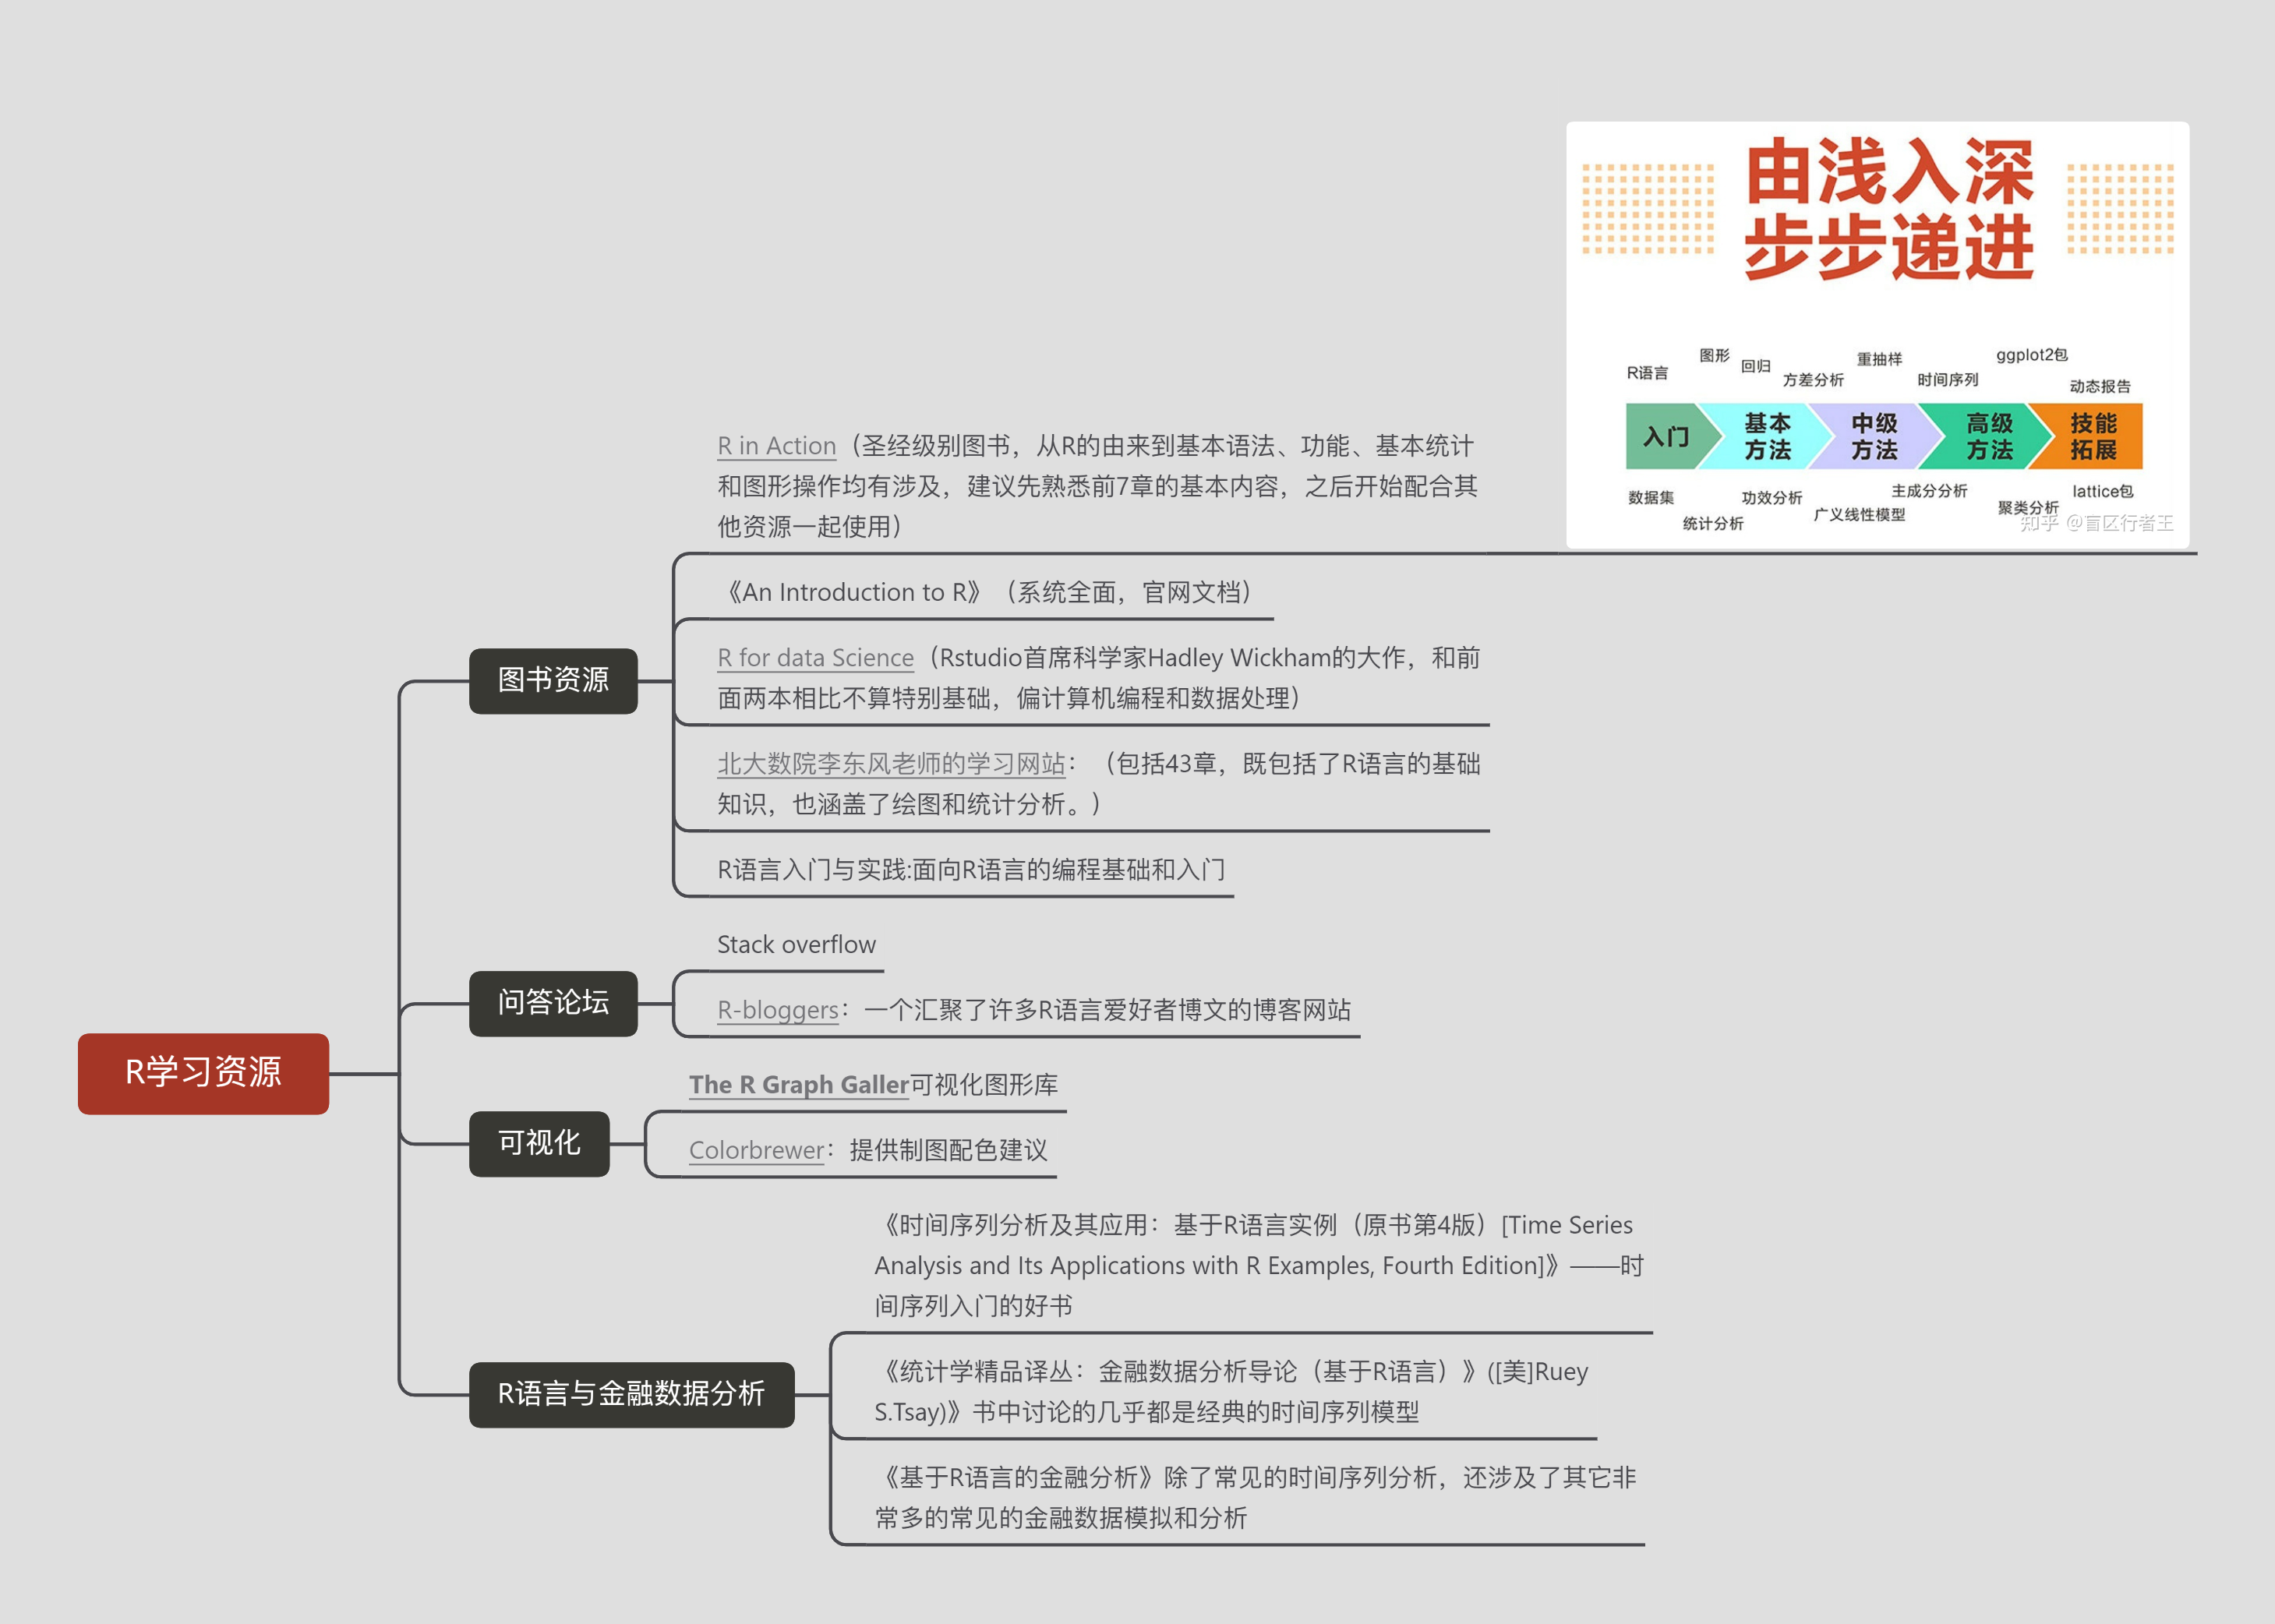 由浅入深
步步递进
R语言
图形
回归
方差分析
重抽样
时间序列
ggplot2包
动态报告
入门
基本
方法
中级
方法
高级
方法
技能
拓展
数据集
统计分析
功效分析
广义线性模型
主成分分析
聚类分析
lattice包
知乎 @盲区行者王
R in Action（圣经级别图书，从R的由来到基本语法、功能、基本统计
和图形操作均有涉及，建议先熟悉前7章的基本内容，之后开始配合其
他资源一起使用）
《An Introduction to R》（系统全面，官网文档）
图书资源
R for data Science（Rstudio首席科学家Hadley Wickham的大作，和前
面两本相比不算特别基础，偏计算机编程和数据处理）
北大数院李东风老师的学习网站：（包括43章，既包括了R语言的基础
知识，也涵盖了绘图和统计分析。）
R语言入门与实践:面向R语言的编程基础和入门
问答论坛
Stack overflow
R-bloggers：一个汇聚了许多R语言爱好者博文的博客网站
R学习资源
可视化
The R Graph Galler可视化图形库
Colorbrewer：提供制图配色建议
R语言与金融数据分析
《时间序列分析及其应用：基于R语言实例（原书第4版）[Time Series
Analysis and Its Applications with R Examples, Fourth Edition]》——时
间序列入门的好书
《统计学精品译丛：金融数据分析导论（基于R语言）》([美]Ruey
S.Tsay)》书中讨论的几乎都是经典的时间序列模型
《基于R语言的金融分析》除了常见的时间序列分析，还涉及了其它非
常多的常见的金融数据模拟和分析